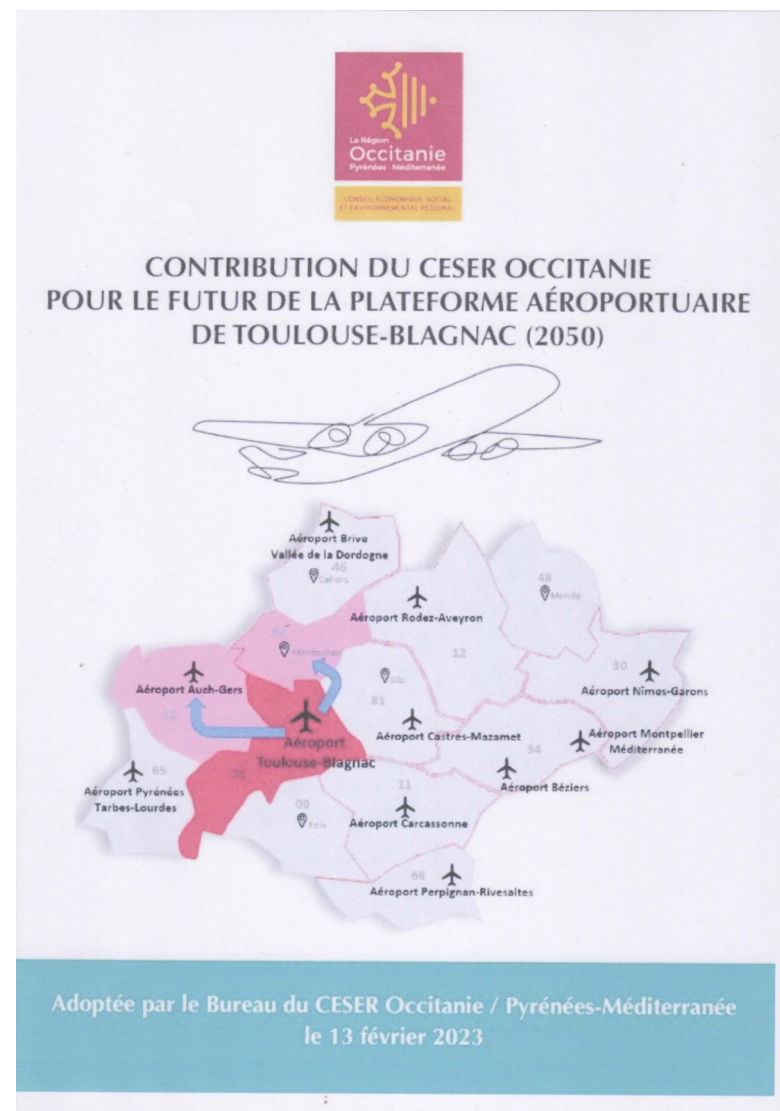 La Région
Occitanie
Pyrénées - Méditerranée
CONSEIL ÉCONOMIQUE, SOCIAL
ET ENVIRONNEMENTAL RÉGIONAL
CONTRIBUTION DU CESER OCCITANIE
POUR LE FUTUR DE LA PLATEFORME AÉROPORTUAIRE
DE TOULOUSE-BLAGNAC (2050)
Aéroport Brive
Vallée de la Dordogne
46
Cahors
48
Mende
Aéroport Rodez-Aveyron
12
Montauban
30
Aéroport Nîmes-Garons
Aéroport Auch-Gers
32
Albi
81
Aéroport Castres-Mazamet
Aéroport Montpellier
Méditerranée
34
Aéroport
Toulouse-Blagnac
65
Aéroport Pyrénées
Tarbes-Lourdes
Aéroport Béziers
11
09
Foix
Aéroport Carcassonne
66
Aéroport Perpignan-Rivesaltes
Adoptée par le Bureau du CESER Occitanie / Pyrénées-Méditerranée
le 13 février 2023